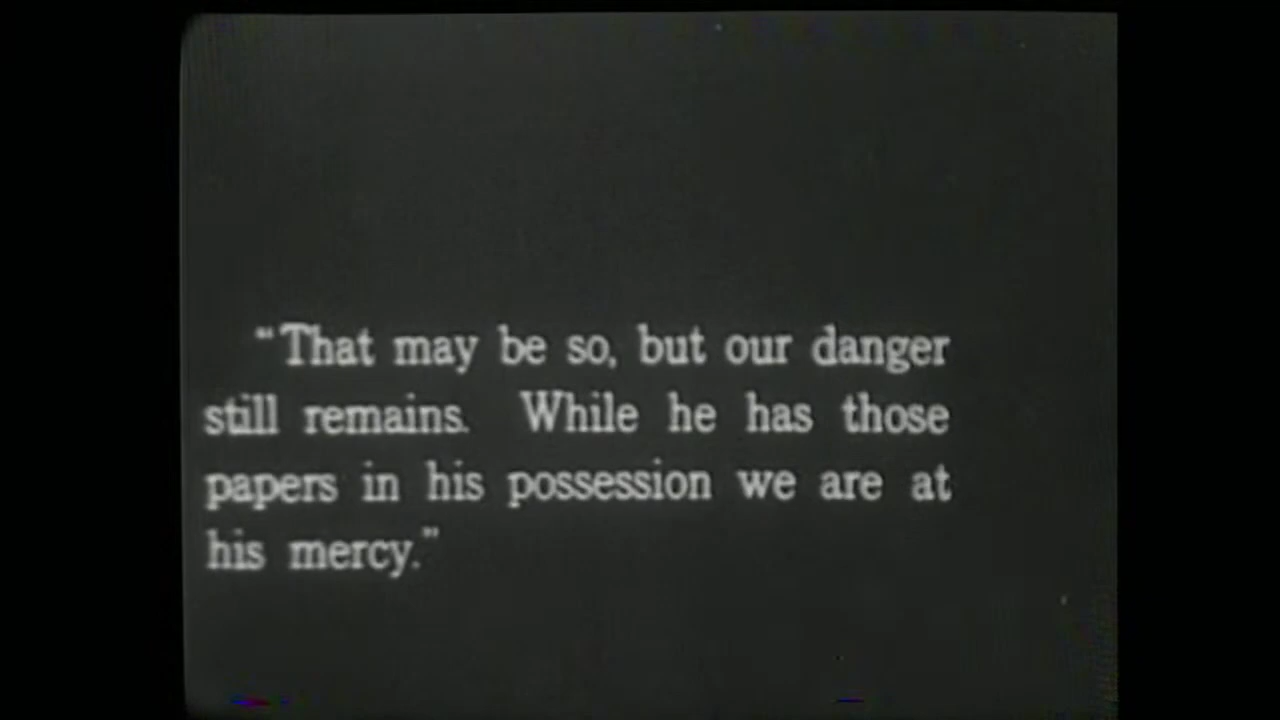 “That may be so, but our danger
still remains. While he has those
papers in his possession we are at
his mercy.”